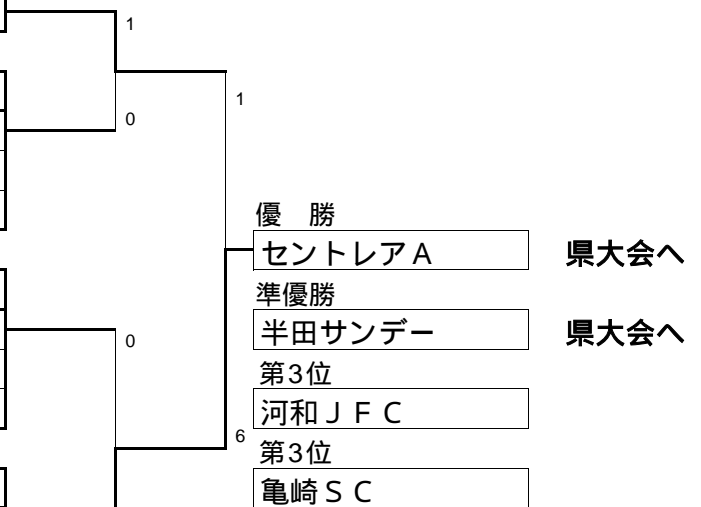 1
1
0
優　勝
セントレアＡ　県大会へ
準優勝
半田サンデー　県大会へ
0
第3位
河和ＪＦＣ
6
第3位
亀崎ＳＣ